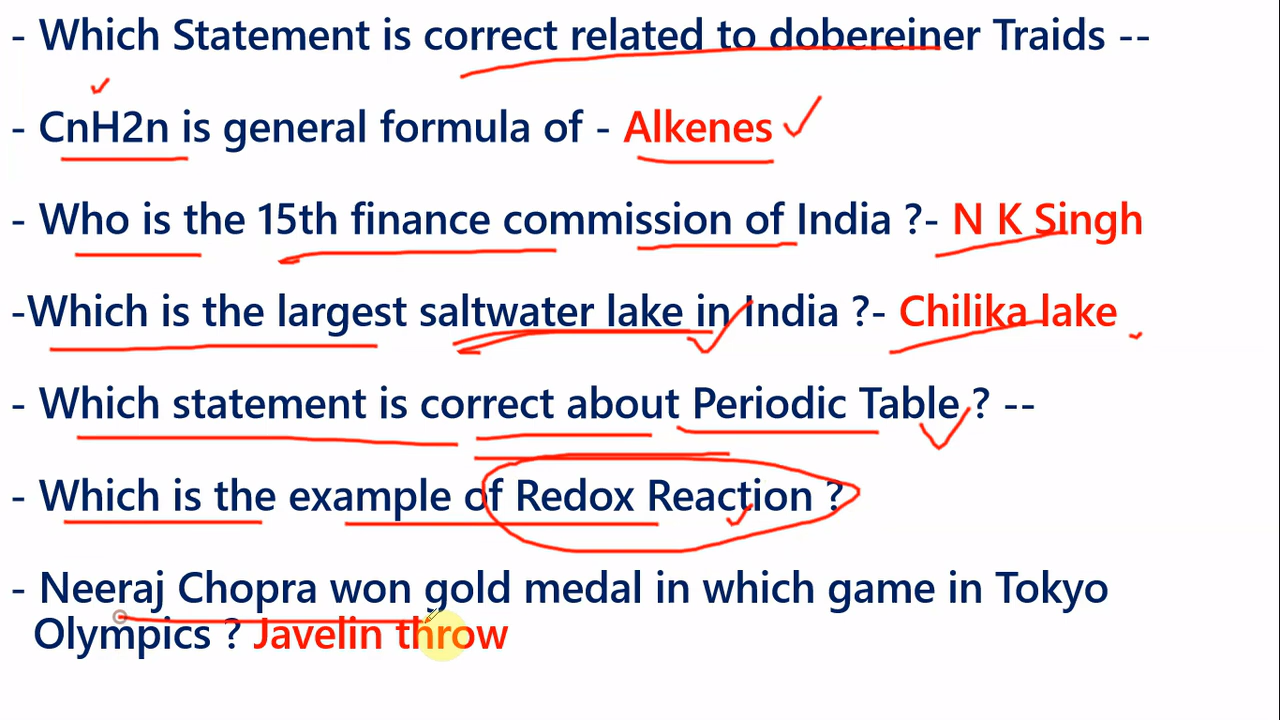 - Which Statement is correct related to dobereiner Traids --
- CnH2n is general formula of - Alkenes
- Who is the 15th finance commission of India ?- N K Singh
-Which is the largest saltwater lake in India ?- Chilika lake
- Which statement is correct about Periodic Table ? --
- Which is the example of Redox Reaction ?
- Neeraj Chopra won gold medal in which game in Tokyo
Olympics ? Javelin throw